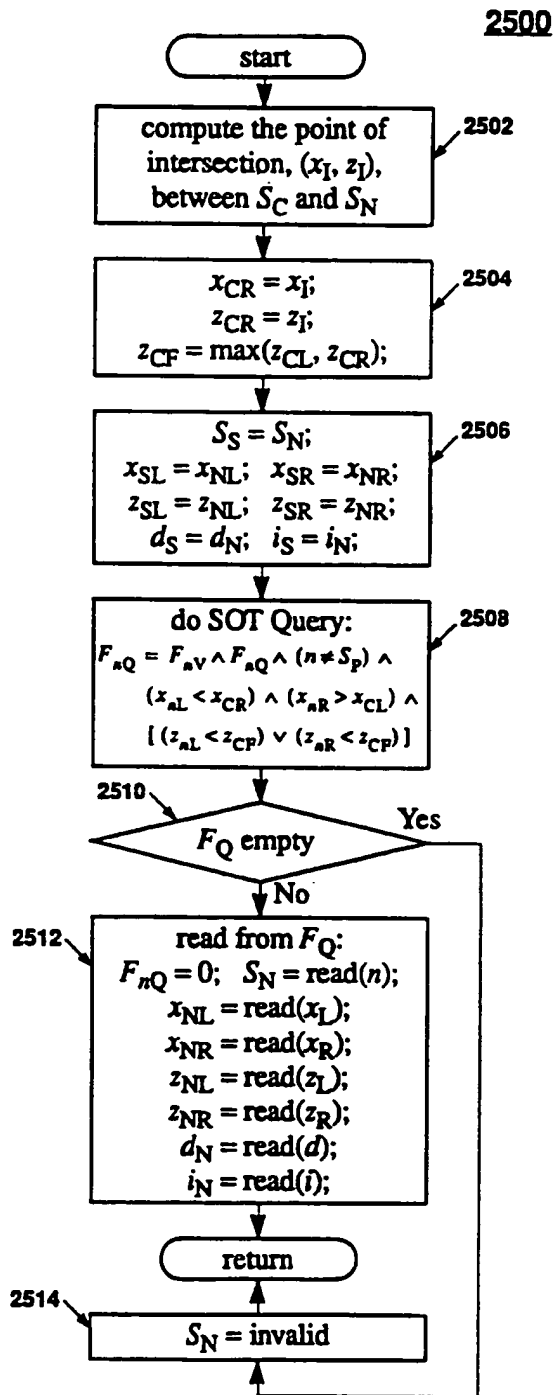 2500
start
compute the point of
intersection, (x_I, z_I),
between S_C and S_N
2502
x_CR = x_I;
z_CR = z_I;
z_CF = max(z_CL, z_CR);
2504
S_S = S_N;
x_SL = x_NL; x_SR = x_NR;
z_SL = z_NL; z_SR = z_NR;
d_S = d_N; i_S = i_N;
2506
do SOT Query:
F_nQ = F_nV ∧ F_nQ ∧ (n ≠ S_P) ∧
(x_nL < x_CR) ∧ (x_nR > x_CL) ∧
[(z_nL < z_CF) ∨ (z_nR < z_CF)]
2508
2510
F_Q empty
Yes
No
2512
read from F_Q:
F_nQ = 0; S_N = read(n);
x_NL = read(x_L);
x_NR = read(x_R);
z_NL = read(z_L);
z_NR = read(z_R);
d_N = read(d);
i_N = read(i);
return
2514
S_N = invalid